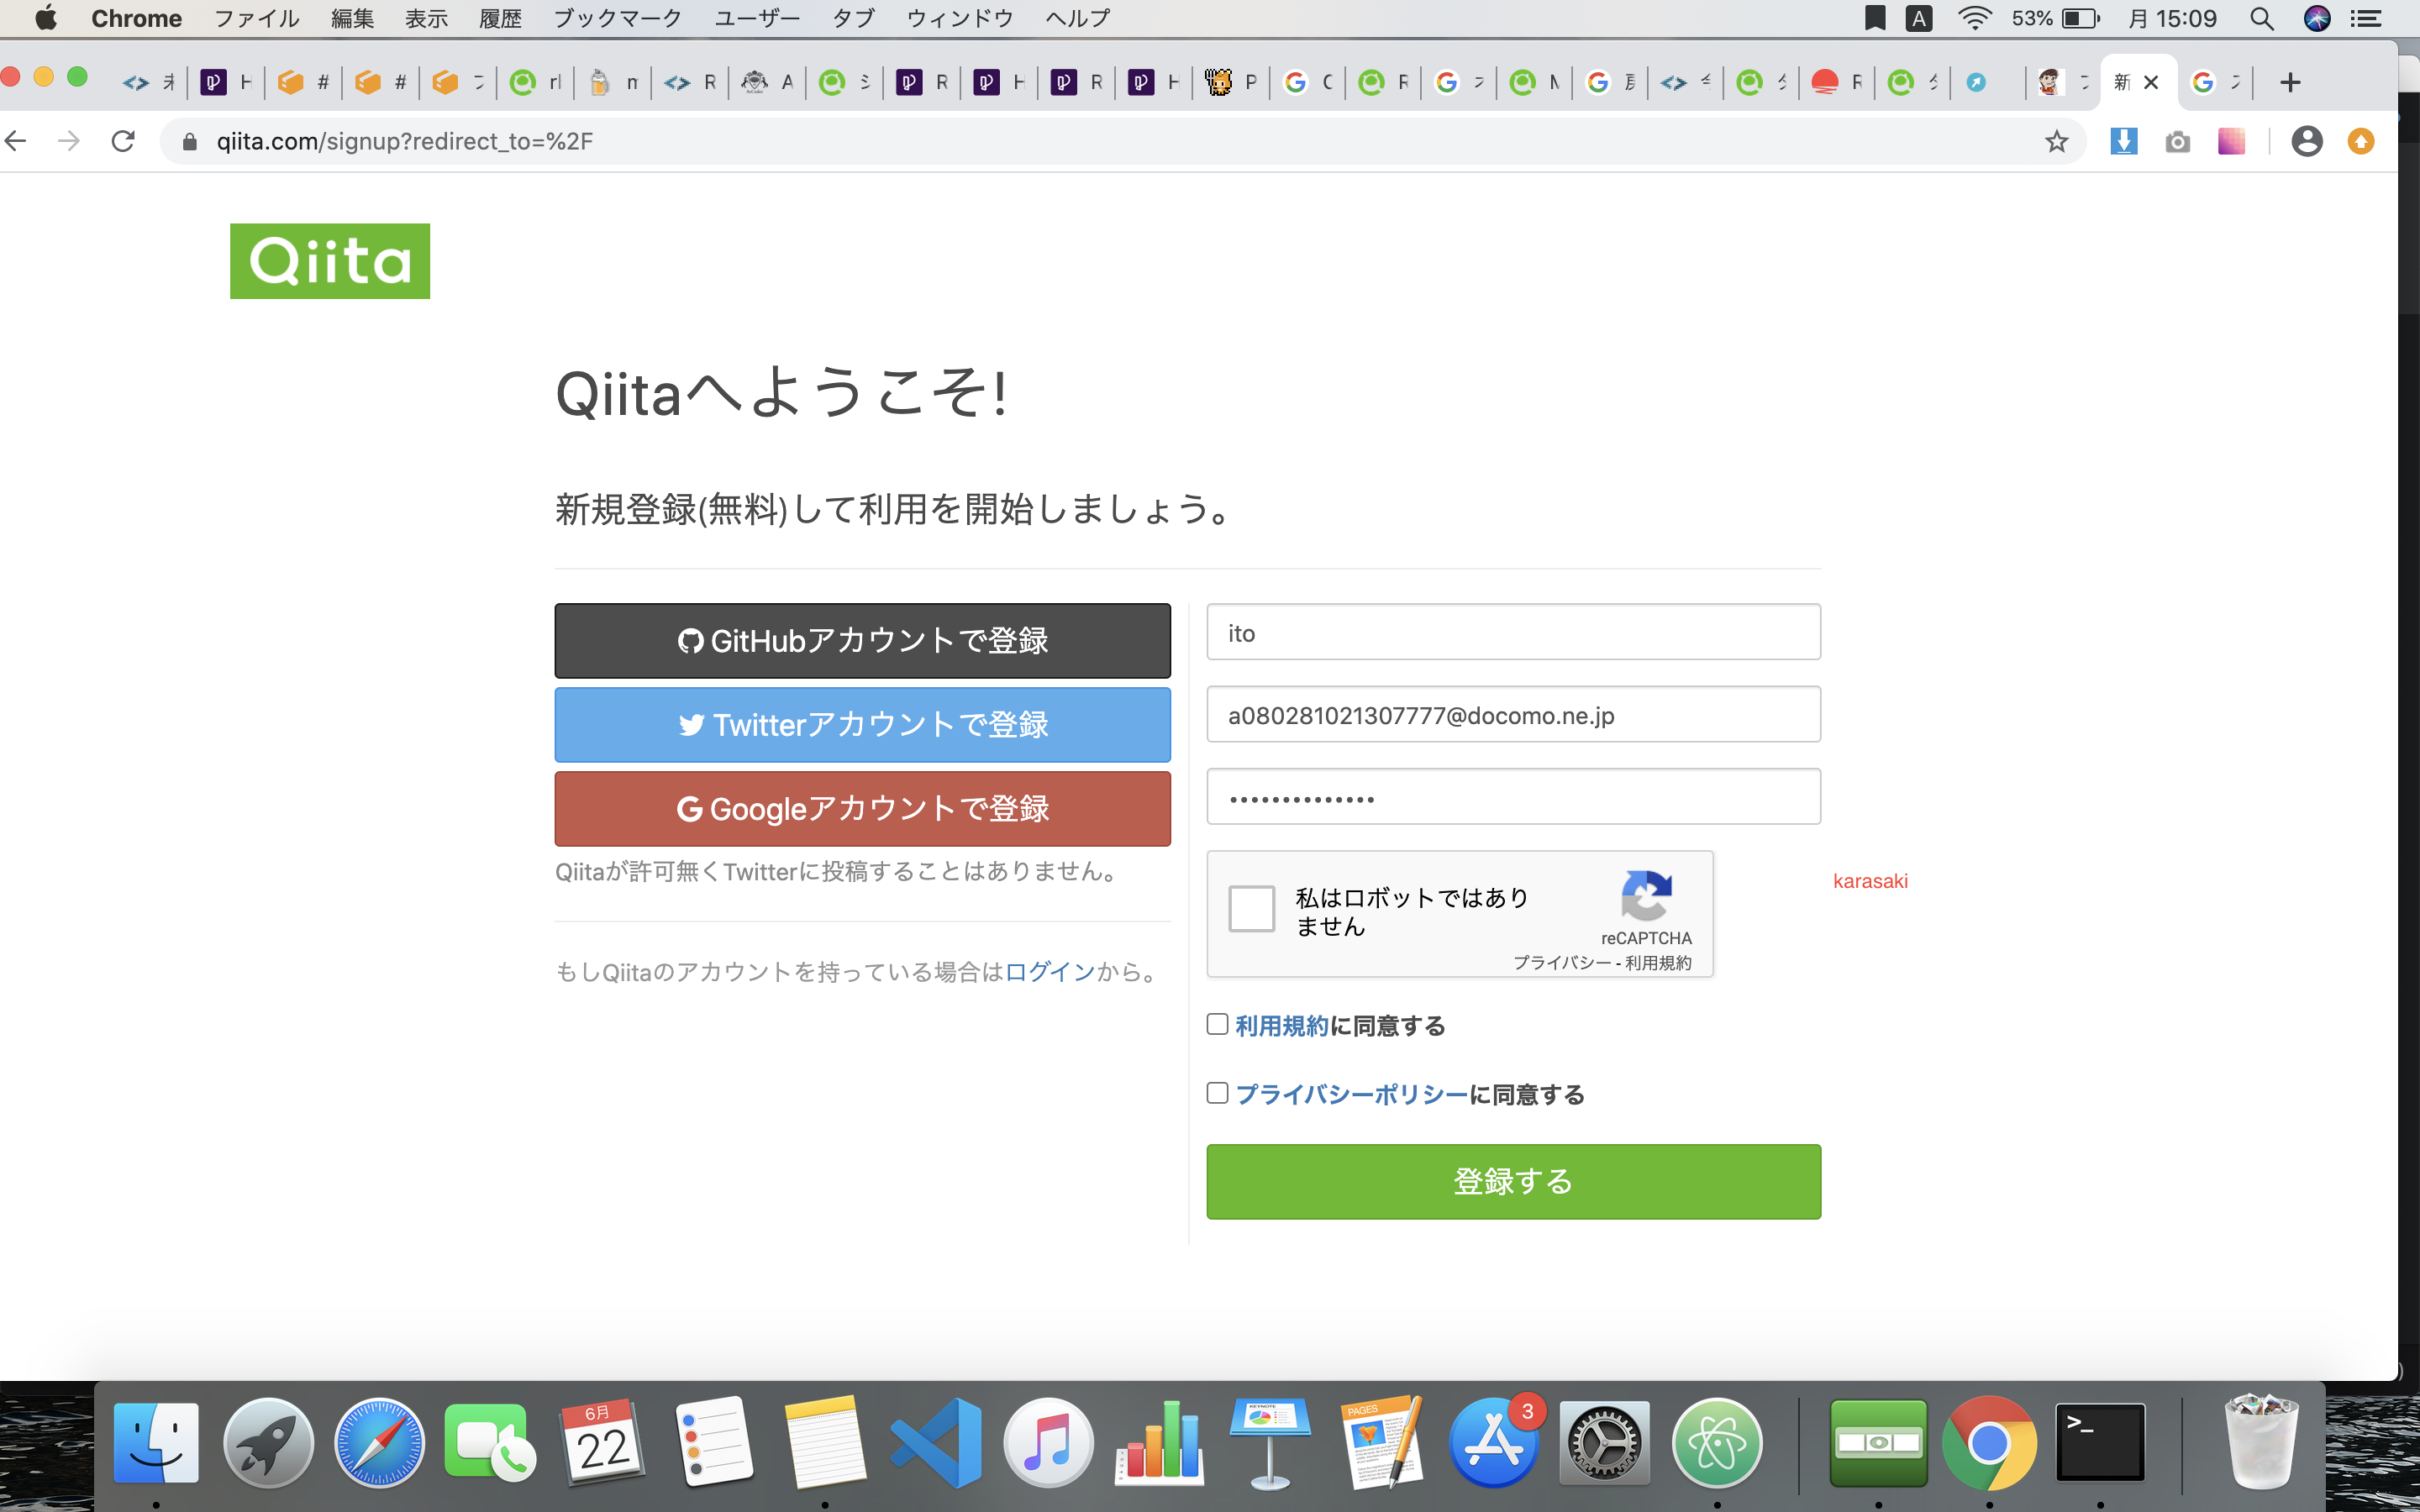 Chrome ファイル 編集 表示 履歴 ブックマーク ユーザー タブ ウィンドウ ヘルプ A 53% 月 15:09
H # # rl m R A R H R H P C R M R 新
qiita.com/signup?redirect_to=%2F
Qiita
Qiitaへようこそ!
新規登録(無料)して利用を開始しましょう。
GitHubアカウントで登録
Twitterアカウントで登録
Googleアカウントで登録
Qiitaが許可無くTwitterに投稿することはありません。
もしQiitaのアカウントを持っている場合はログインから。
ito
a080281021307777@docomo.ne.jp
••••••••••••••
私はロボットではあり
ません
reCAPTCHA
プライバシー - 利用規約
karasaki
利用規約に同意する
プライバシーポリシーに同意する
登録する
6月
22
KEYNOTE
PAGES
3
>_